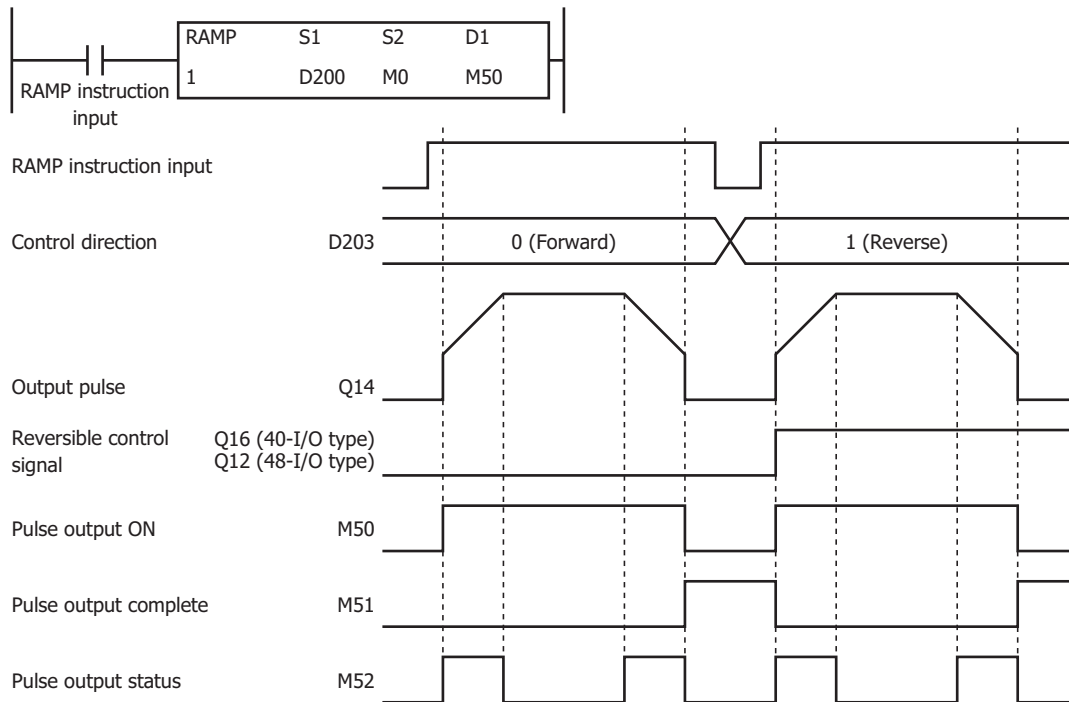 RAMP S1 S2 D1
1 D200 M0 M50
RAMP instruction
input
RAMP instruction input
Control direction D203 0 (Forward) 1 (Reverse)
Output pulse Q14
Reversible control Q16 (40-I/O type)
signal Q12 (48-I/O type)
Pulse output ON M50
Pulse output complete M51
Pulse output status M52